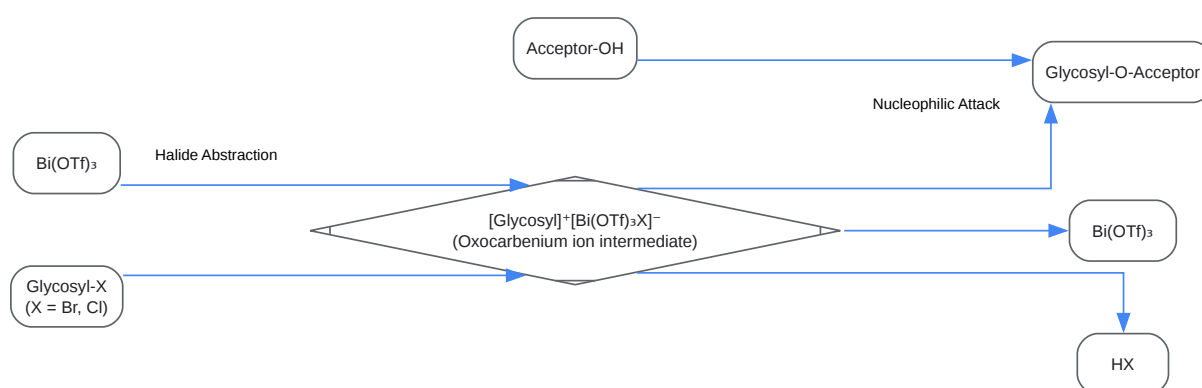 Acceptor-OH
Glycosyl-O-Acceptor
Nucleophilic Attack
Halide Abstraction
Bi(OTf)₃
[Glycosyl]⁺[Bi(OTf)₃X]⁻
(Oxocarbenium ion intermediate)
Bi(OTf)₃
Glycosyl-X
(X = Br, Cl)
HX